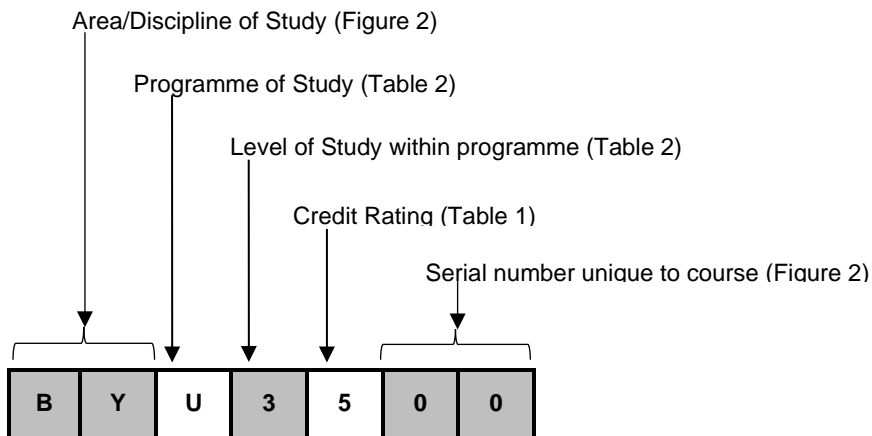 Area/Discipline of Study (Figure 2)
Programme of Study (Table 2)
Level of Study within programme (Table 2)
Credit Rating (Table 1)
Serial number unique to course (Figure 2)
B Y U 3 5 0 0